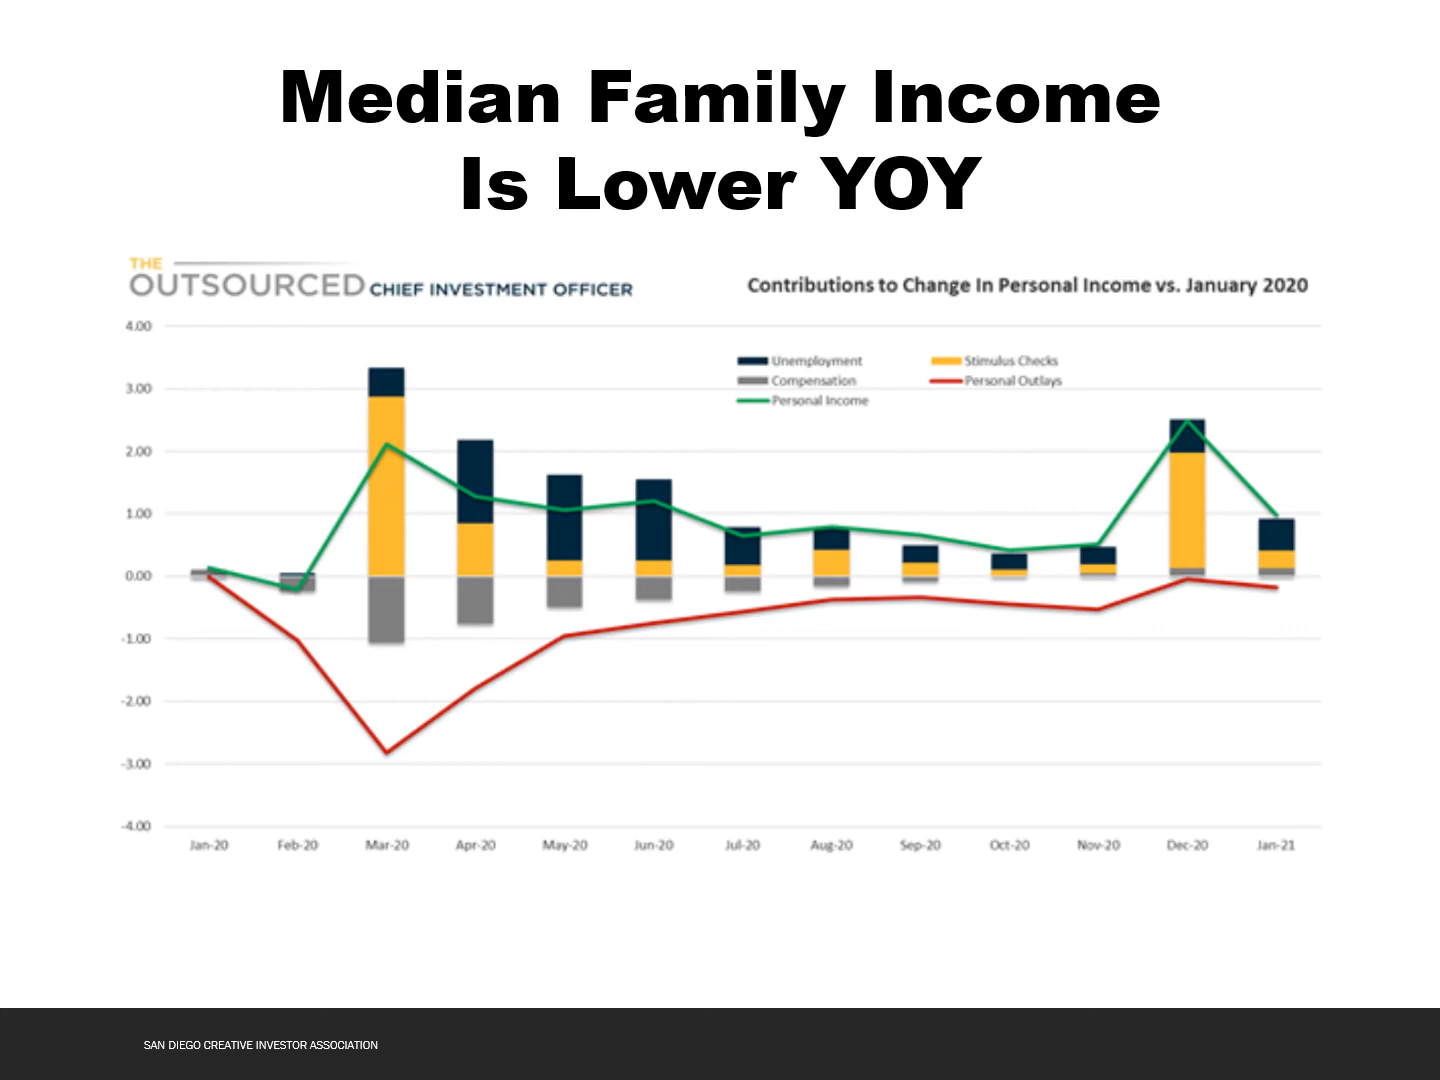 Median Family Income
Is Lower YOY
THE
OUTSOURCED CHIEF INVESTMENT OFFICER
Contributions to Change In Personal Income vs. January 2020
4.00
3.00
2.00
1.00
0.00
-1.00
-2.00
-3.00
-4.00
Unemployment
Stimulus Checks
Compensation
Personal Outlays
Personal Income
Jan-20 Feb-20 Mar-20 Apr-20 May-20 Jun-20 Jul-20 Aug-20 Sep-20 Oct-20 Nov-20 Dec-20 Jan-21
SAN DIEGO CREATIVE INVESTOR ASSOCIATION